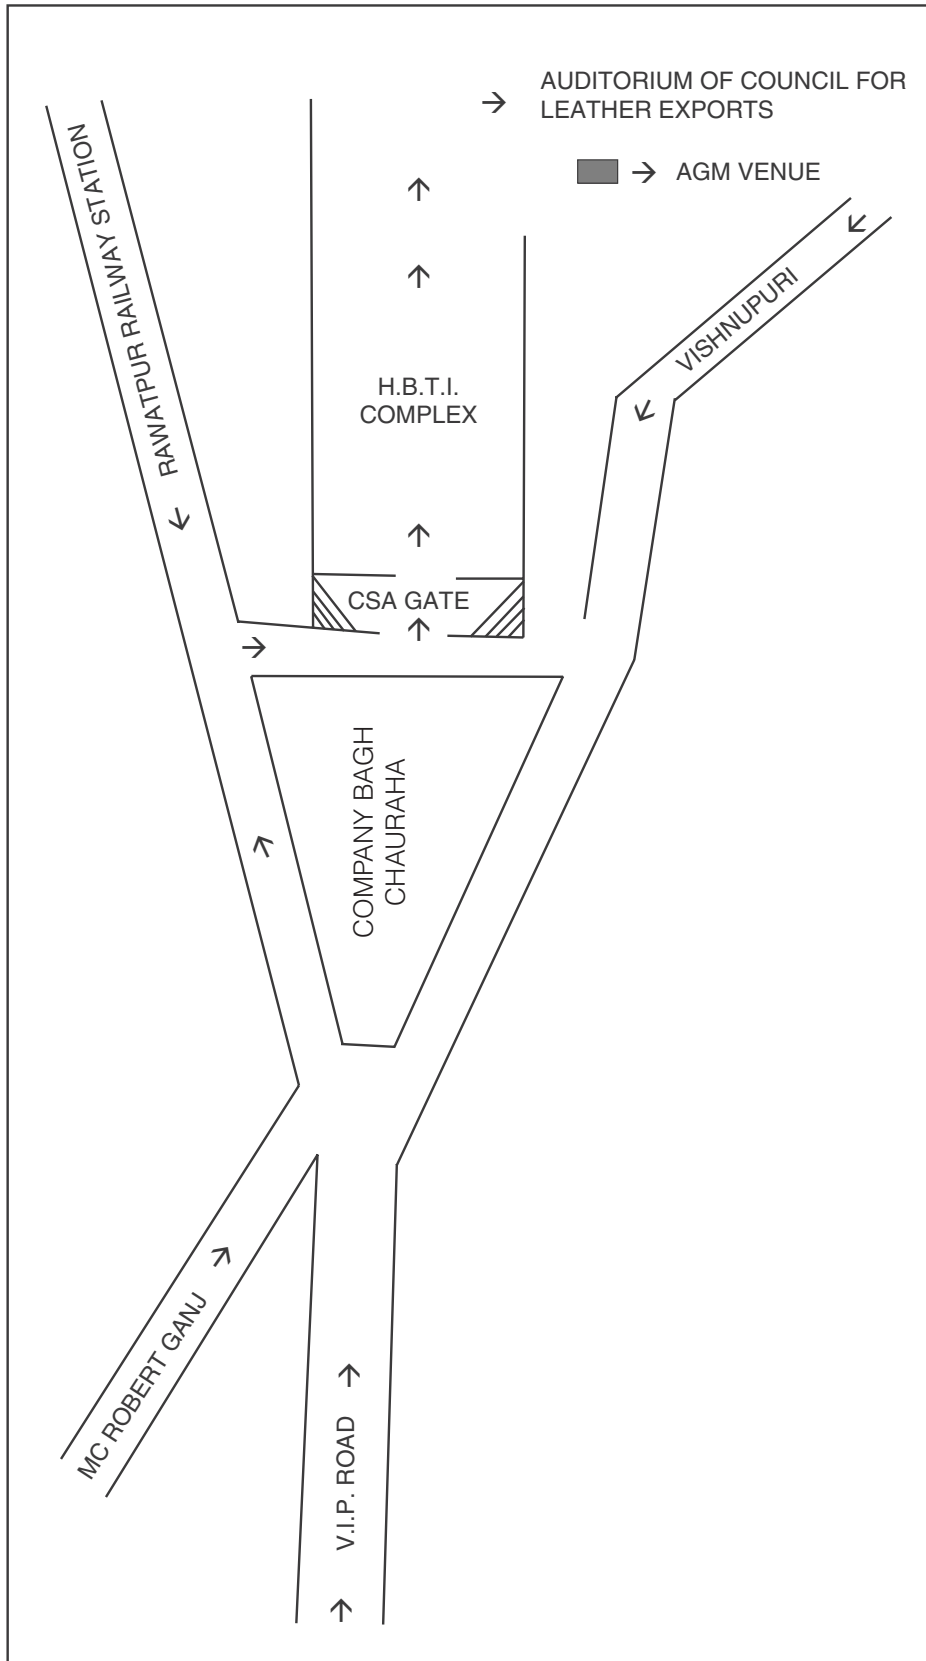 AUDITORIUM OF COUNCIL FOR
LEATHER EXPORTS
AGM VENUE
RAWATPUR RAILWAY STATION
VISHNUPURI
H.B.T.I.
COMPLEX
CSA GATE
COMPANY BAGH
CHAURAHA
MC ROBERT GANJ
V.I.P. ROAD